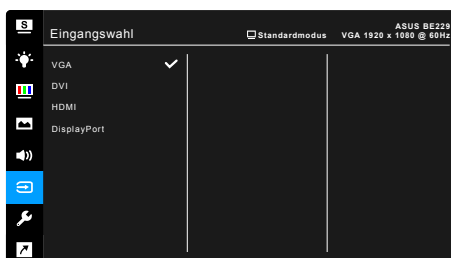 S
Eingangswahl
Standardmodus
ASUS BE229
VGA 1920 x 1080 @ 60Hz
VGA
DVI
HDMI
DisplayPort